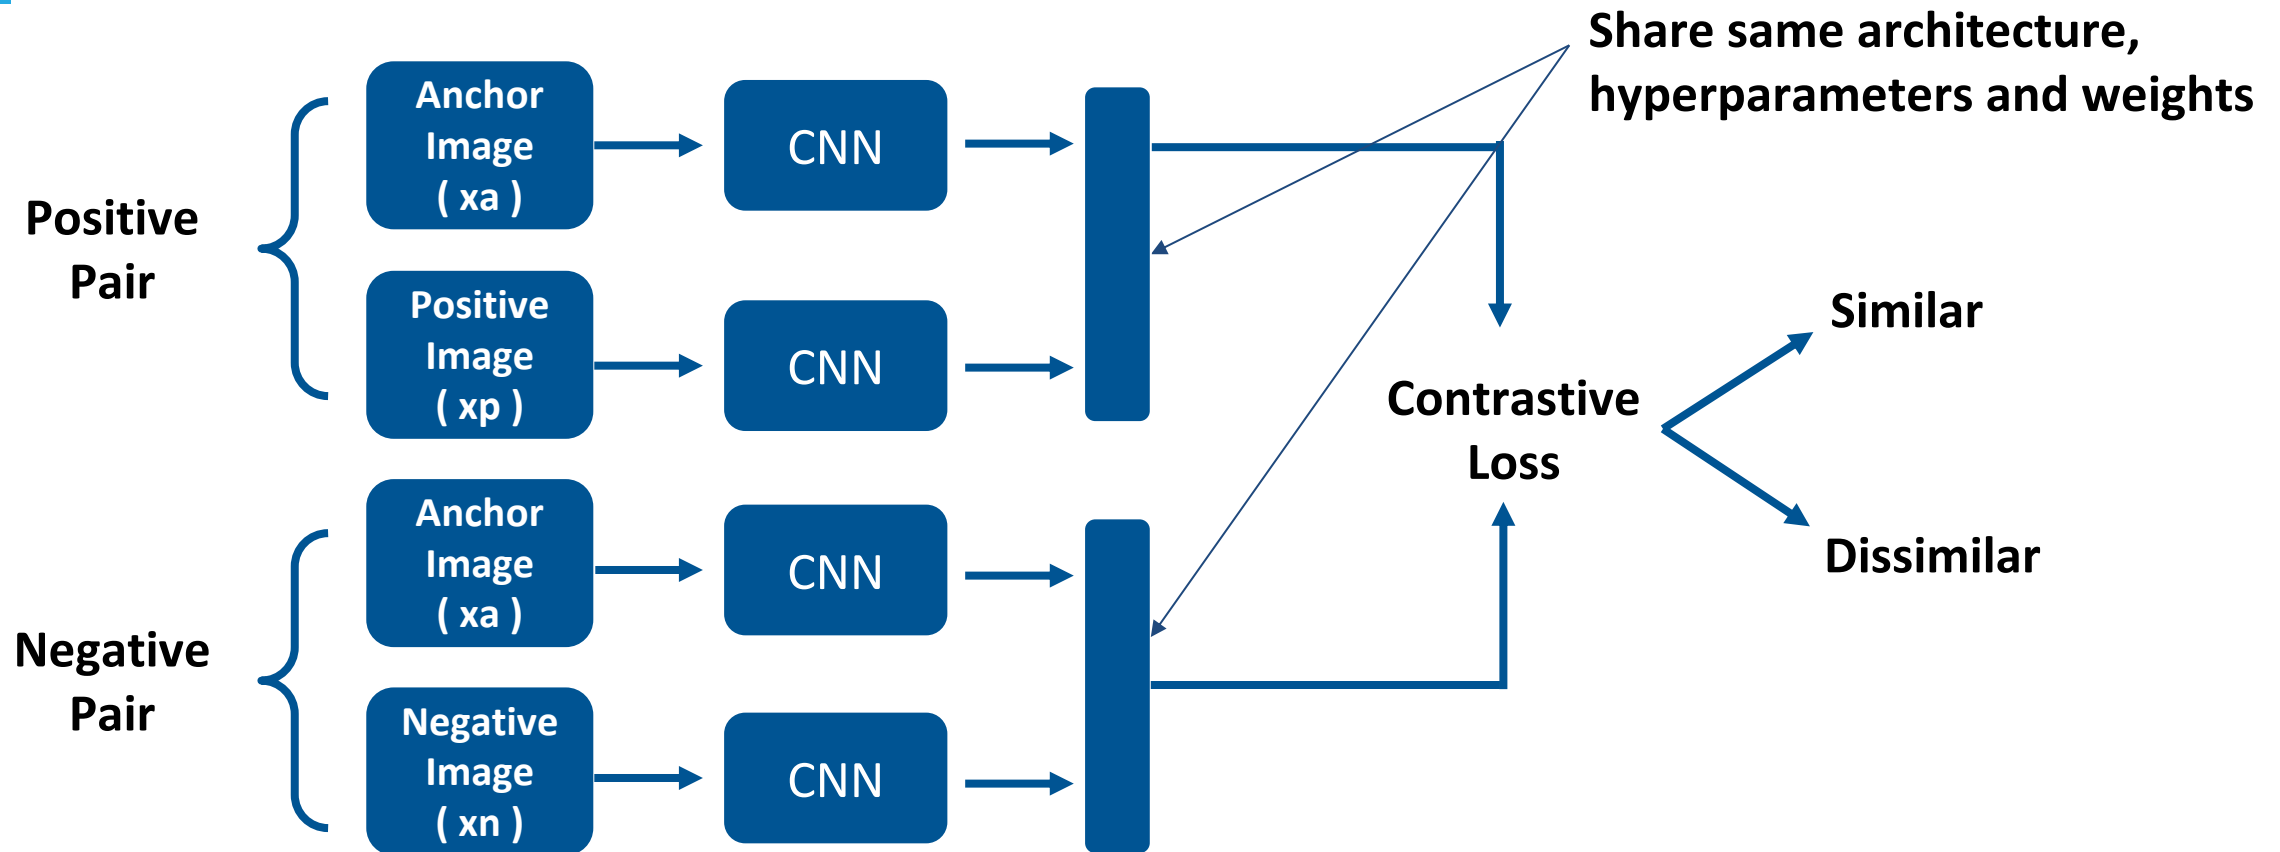 Share same architecture,
hyperparameters and weights
Positive
Pair
Anchor
Image
( xa )
CNN
Positive
Image
( xp )
CNN
Negative
Pair
Anchor
Image
( xa )
CNN
Negative
Image
( xn )
CNN
Contrastive
Loss
Similar
Dissimilar